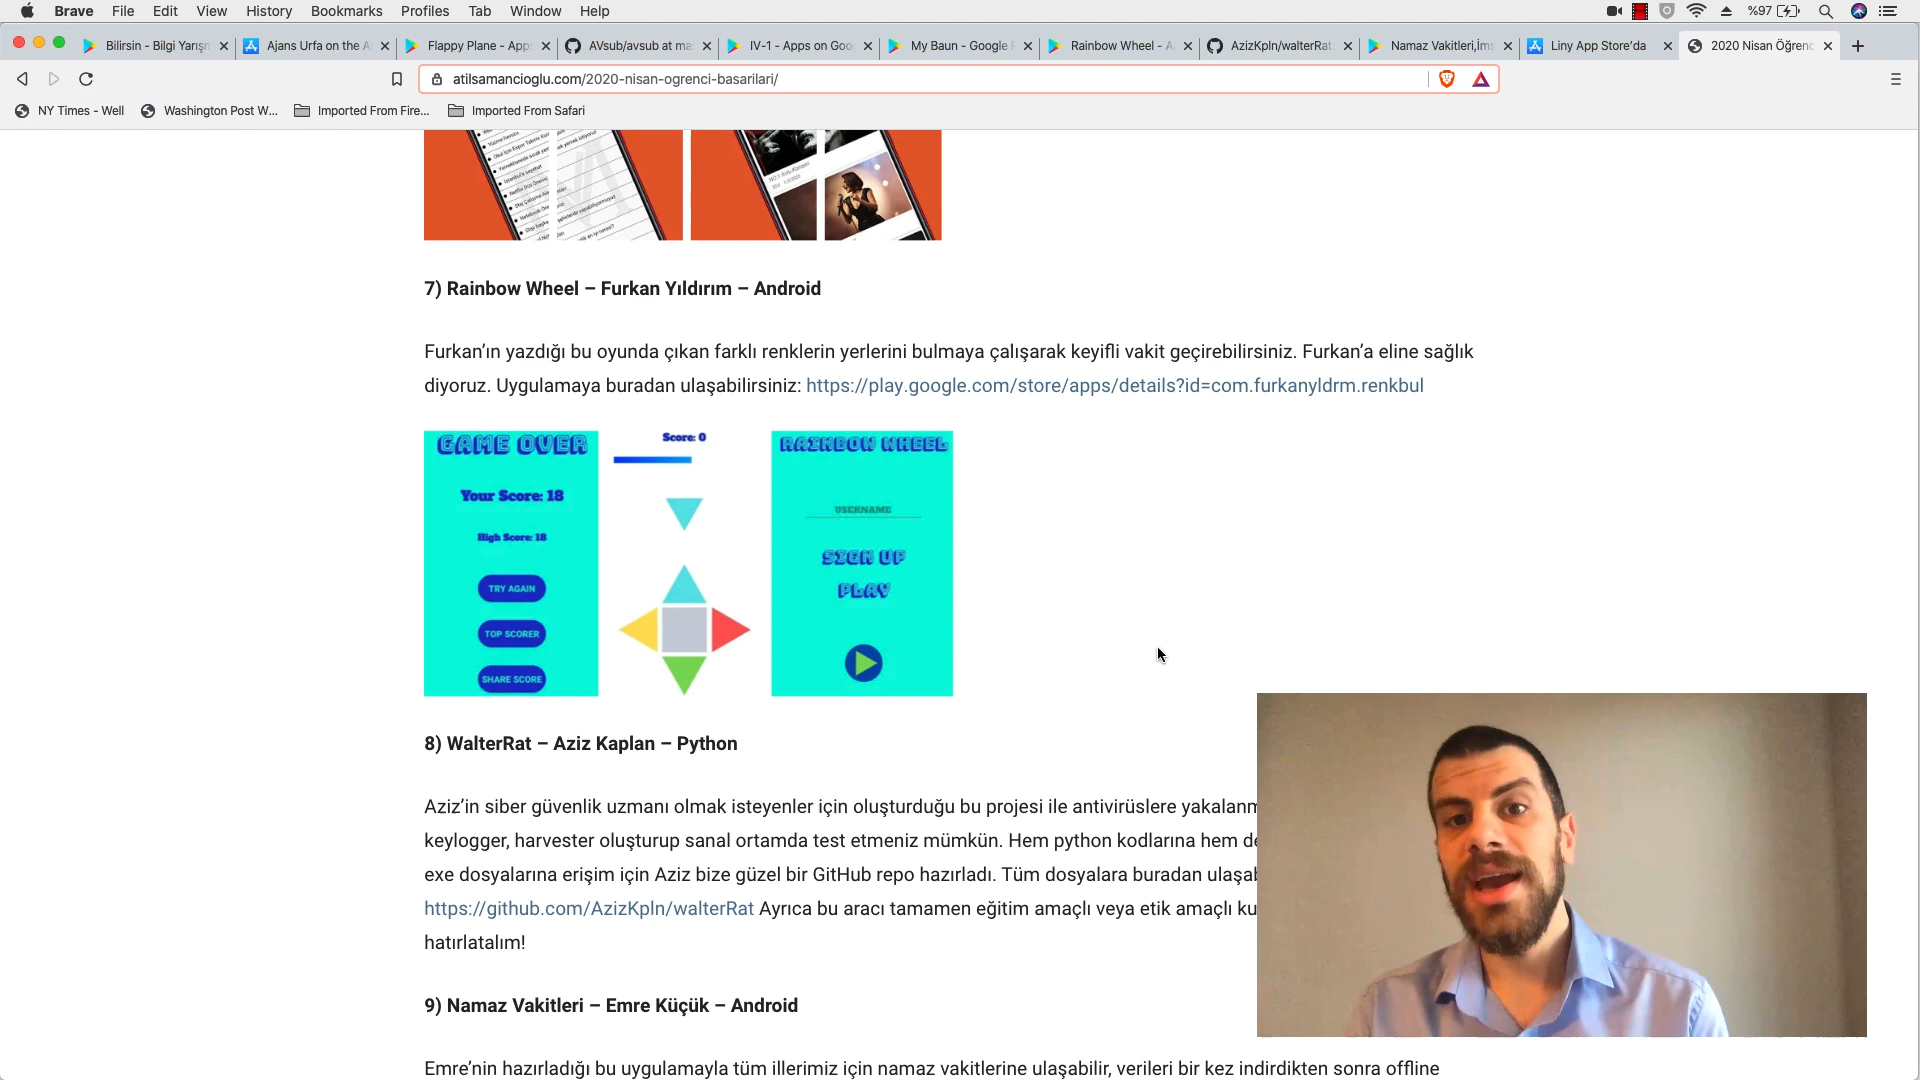 Brave File Edit View History Bookmarks Profiles Tab Window Help %97
Bilirsin - Bilgi Yarışm Ajans Urfa on the A Flappy Plane - App AVsub/avsub at ma IV-1 - Apps on Goo My Baun - Google P Rainbow Wheel - A AzizKpln/walterRat: Namaz Vakitleri,İms Liny App Store'da 2020 Nisan Öğrenc
atilsamancioglu.com/2020-nisan-ogrenci-basarilari/
NY Times - Well Washington Post W... Imported From Fire... Imported From Safari
7) Rainbow Wheel – Furkan Yıldırım – Android
Furkan’ın yazdığı bu oyunda çıkan farklı renklerin yerlerini bulmaya çalışarak keyifli vakit geçirebilirsiniz. Furkan’a eline sağlık
diyoruz. Uygulamaya buradan ulaşabilirsiniz: https://play.google.com/store/apps/details?id=com.furkanyldrm.renkbul
GAME OVER
Your Score: 18
High Score: 18
TRY AGAIN
TOP SCORER
SHARE SCORE
Score: 0
RAINBOW WHEEL
USERNAME
SIGN UP
PLAY
8) WalterRat – Aziz Kaplan – Python
Aziz’in siber güvenlik uzmanı olmak isteyenler için oluşturduğu bu projesi ile antivirüslere yakalanm
keylogger, harvester oluşturup sanal ortamda test etmeniz mümkün. Hem python kodlarına hem de
exe dosyalarına erişim için Aziz bize güzel bir GitHub repo hazırladı. Tüm dosyalara buradan ulaşab
https://github.com/AzizKpln/walterRat Ayrıca bu aracı tamamen eğitim amaçlı veya etik amaçlı ku
hatırlatalım!
9) Namaz Vakitleri – Emre Küçük – Android
Emre’nin hazırladığı bu uygulamayla tüm illerimiz için namaz vakitlerine ulaşabilir, verileri bir kez indirdikten sonra offline